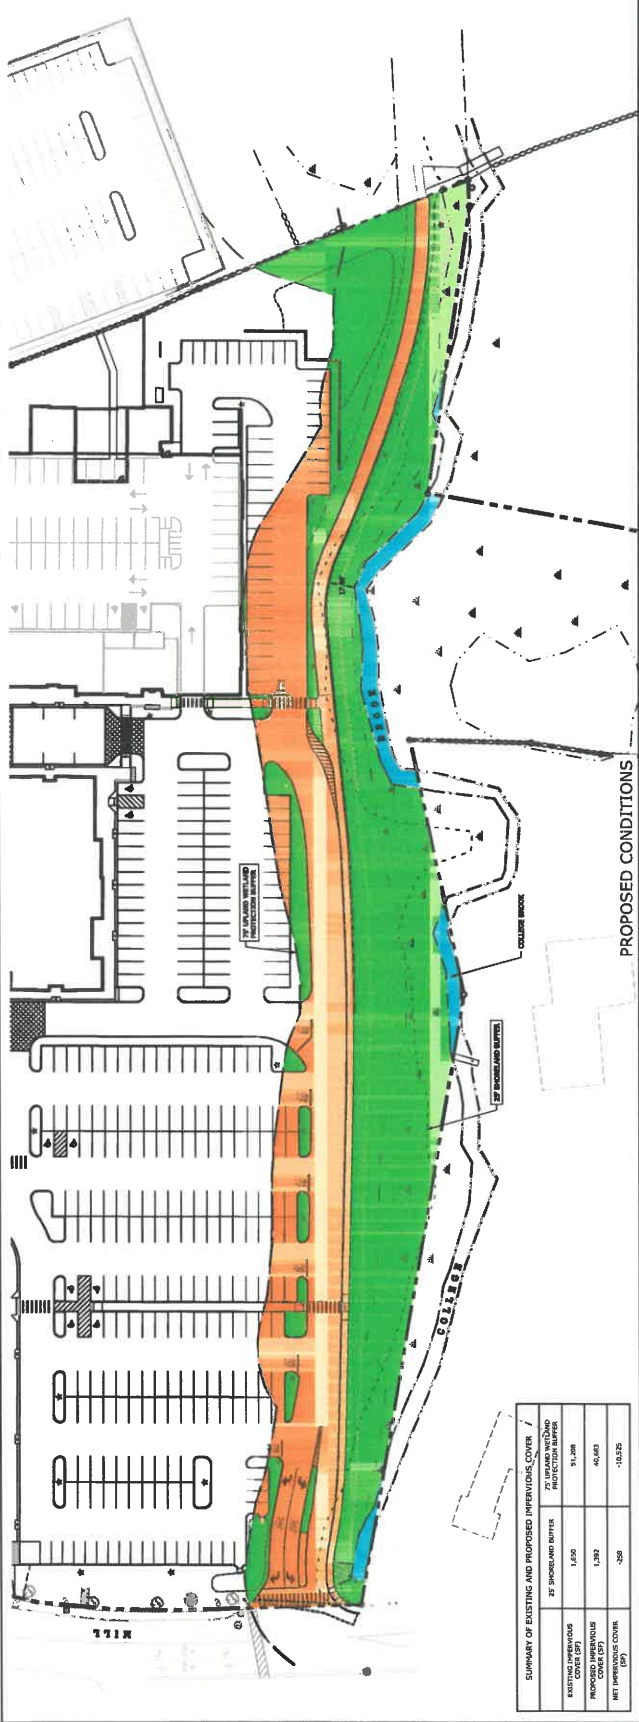 75' UPLAND WETLAND
PROTECTION BUFFER
BROOK
COLLEGE BROOK
25' SHORELAND BUFFER
COLLEGE
MILL
PROPOSED CONDITIONS
SUMMARY OF EXISTING AND PROPOSED IMPERVIOUS COVER
25' SHORELAND BUFFER
75' UPLAND WETLAND
PROTECTION BUFFER
EXISTING IMPERVIOUS
COVER (SF)
1,650
51,208
PROPOSED IMPERVIOUS
COVER (SF)
1,392
40,683
NET IMPERVIOUS COVER
(SF)
-258
-10,525